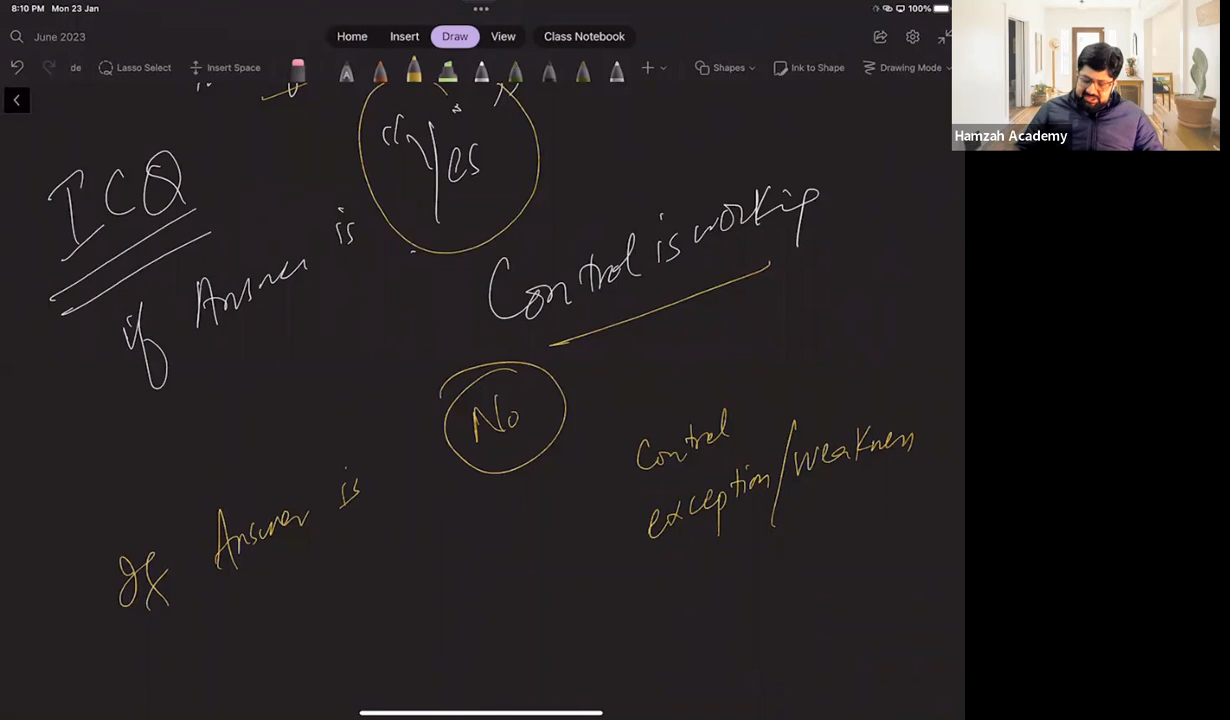 8:10 PM Mon 23 Jan
100%
June 2023
Home Insert Draw View Class Notebook
de Lasso Select Insert Space Shapes Ink to Shape Drawing Mode
Hamzah Academy
ICQ
if Answer is "Yes"
Control is working
If Answer is No
Control
exception/weakness